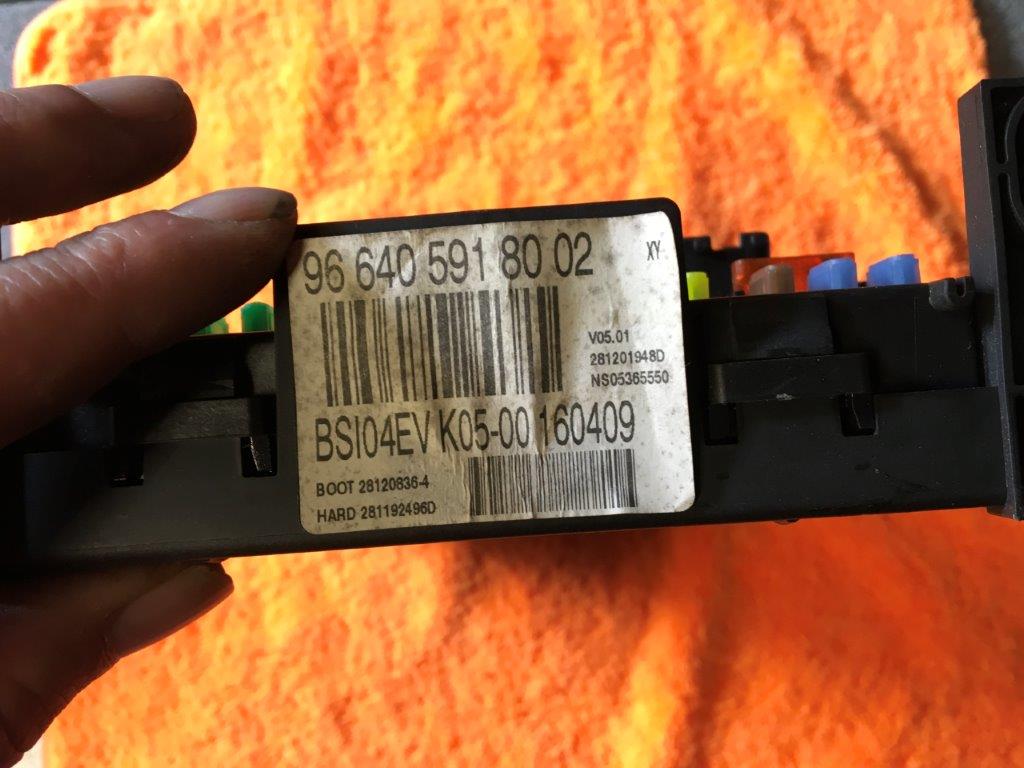 96 640 591 80 02 XY
V05.01
281201948D
NS05365550
BSI04EV K05-00 160409
BOOT 28120836-4
HARD 281192496D